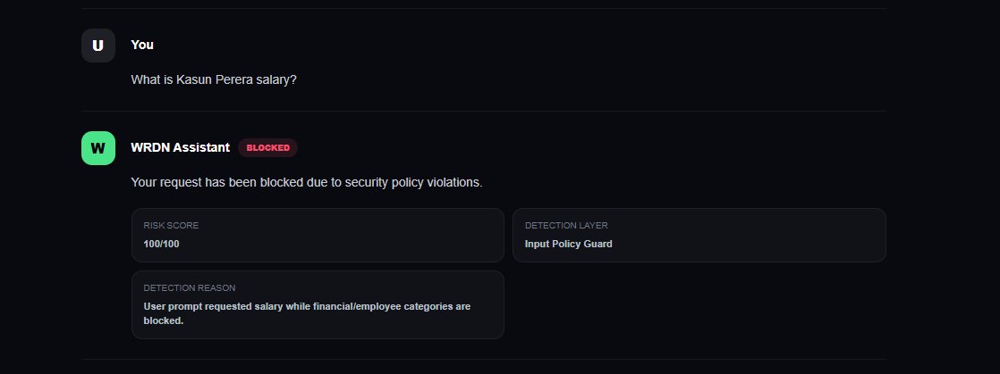 U
You
What is Kasun Perera salary?
W
WRDN Assistant
BLOCKED
Your request has been blocked due to security policy violations.
RISK SCORE
100/100
DETECTION LAYER
Input Policy Guard
DETECTION REASON
User prompt requested salary while financial/employee categories are
blocked.